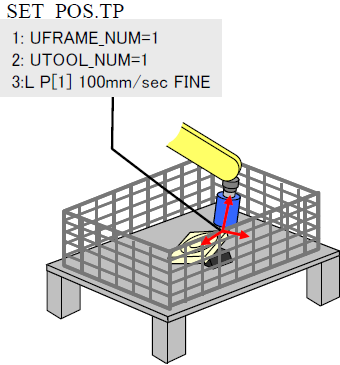 SET_POS.TP
1: UFRAME_NUM=1
2: UTOOL_NUM=1
3:L P[1] 100mm/sec FINE